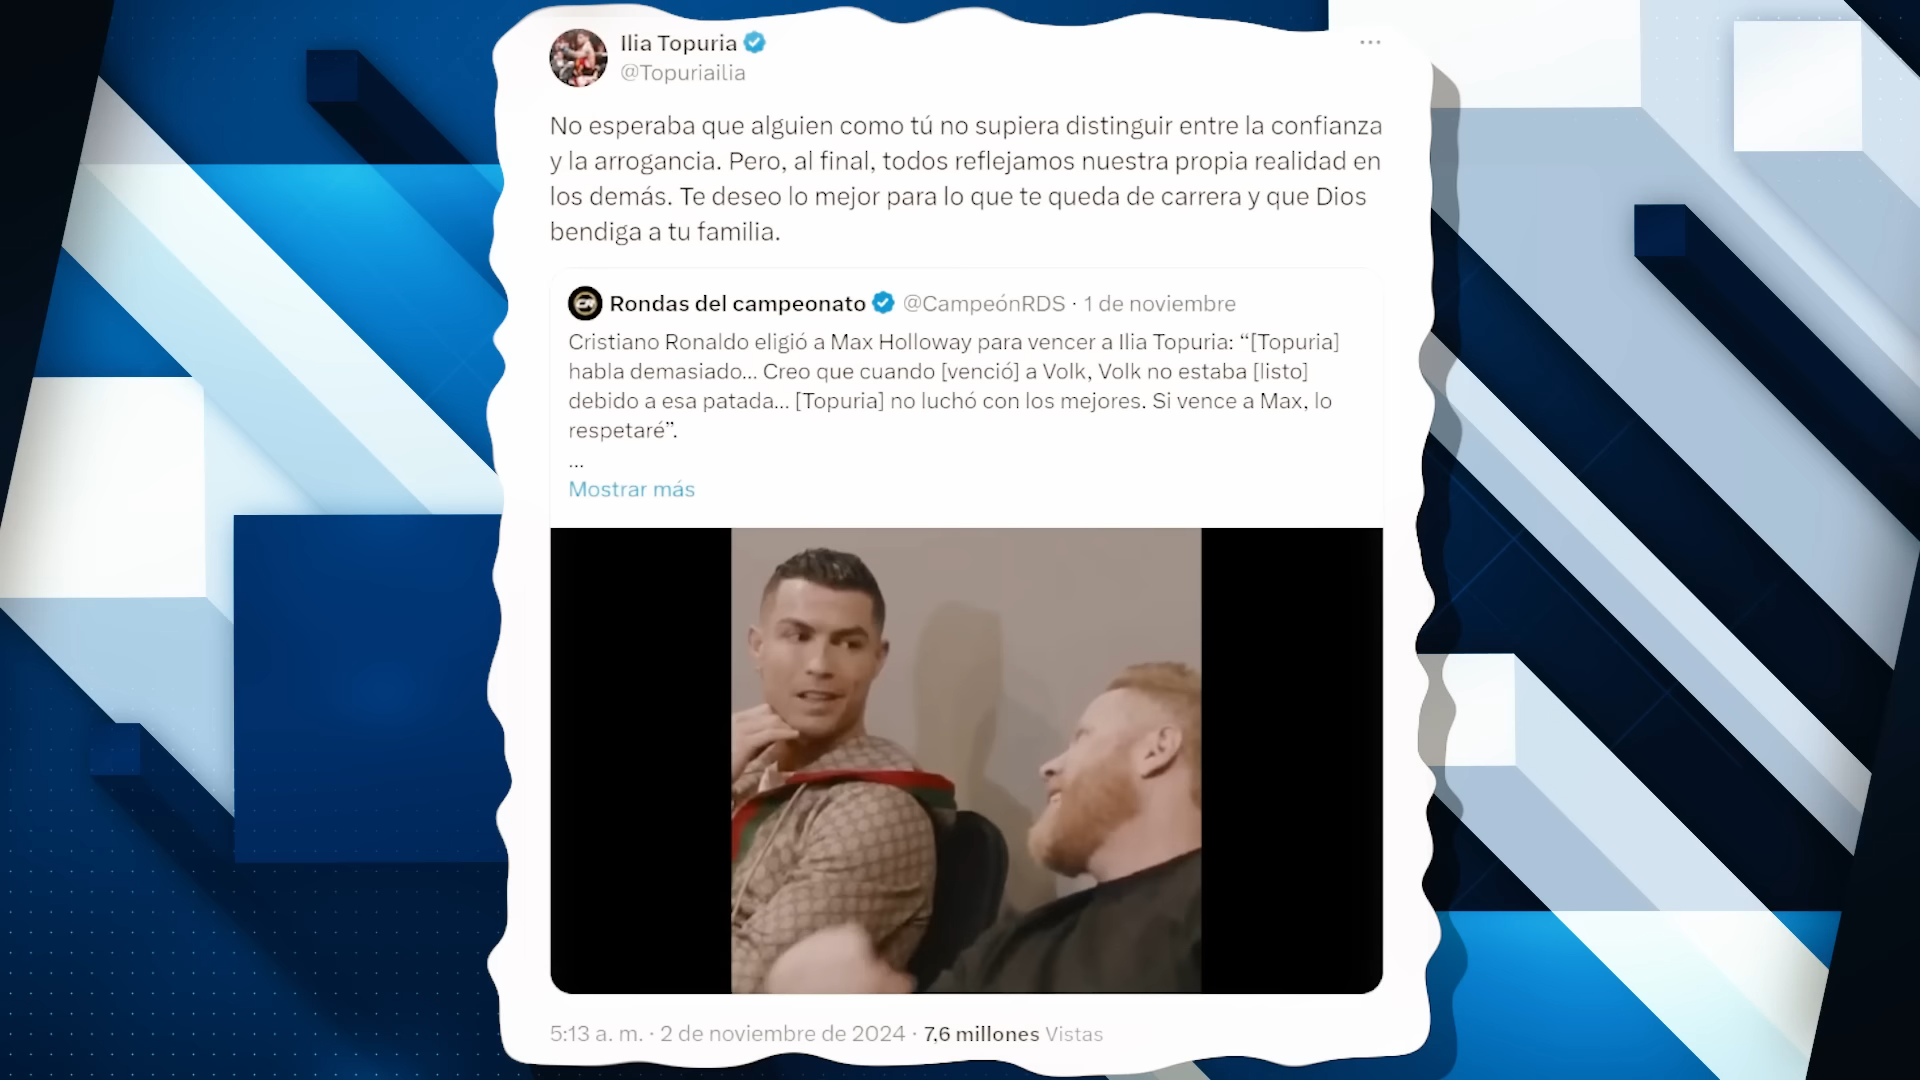 Ilia Topuria
@Topuriailia
No esperaba que alguien como tú no supiera distinguir entre la confianza
y la arrogancia. Pero, al final, todos reflejamos nuestra propia realidad en
los demás. Te deseo lo mejor para lo que te queda de carrera y que Dios
bendiga a tu familia.
Rondas del campeonato @CampeónRDS · 1 de noviembre
Cristiano Ronaldo eligió a Max Holloway para vencer a Ilia Topuria: “[Topuria]
habla demasiado... Creo que cuando [venció] a Volk, Volk no estaba [listo]
debido a esa patada... [Topuria] no luchó con los mejores. Si vence a Max, lo
respetaré”.
...
Mostrar más
5:13 a. m. · 2 de noviembre de 2024 · 7,6 millones Vistas